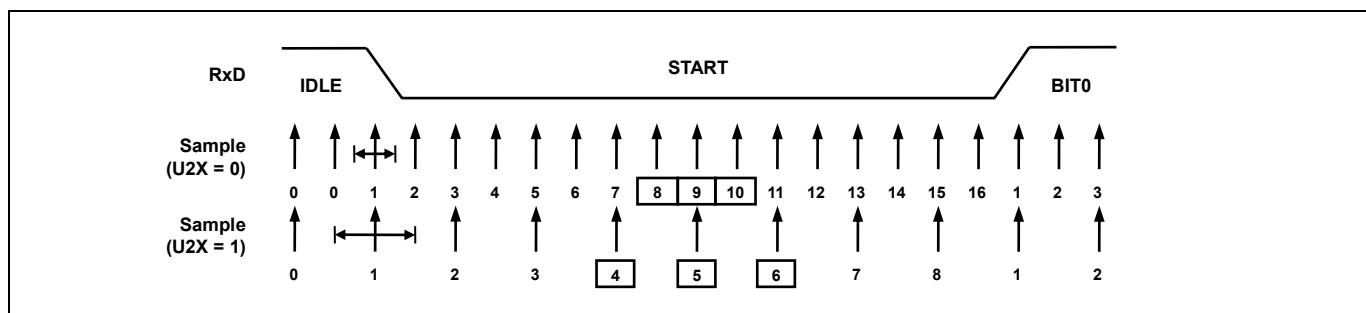 RxD
IDLE
START
BIT0
Sample
(U2X = 0)
0 0 1 2 3 4 5 6 7 8 9 10 11 12 13 14 15 16 1 2 3
Sample
(U2X = 1)
0 1 2 3 4 5 6 7 8 1 2